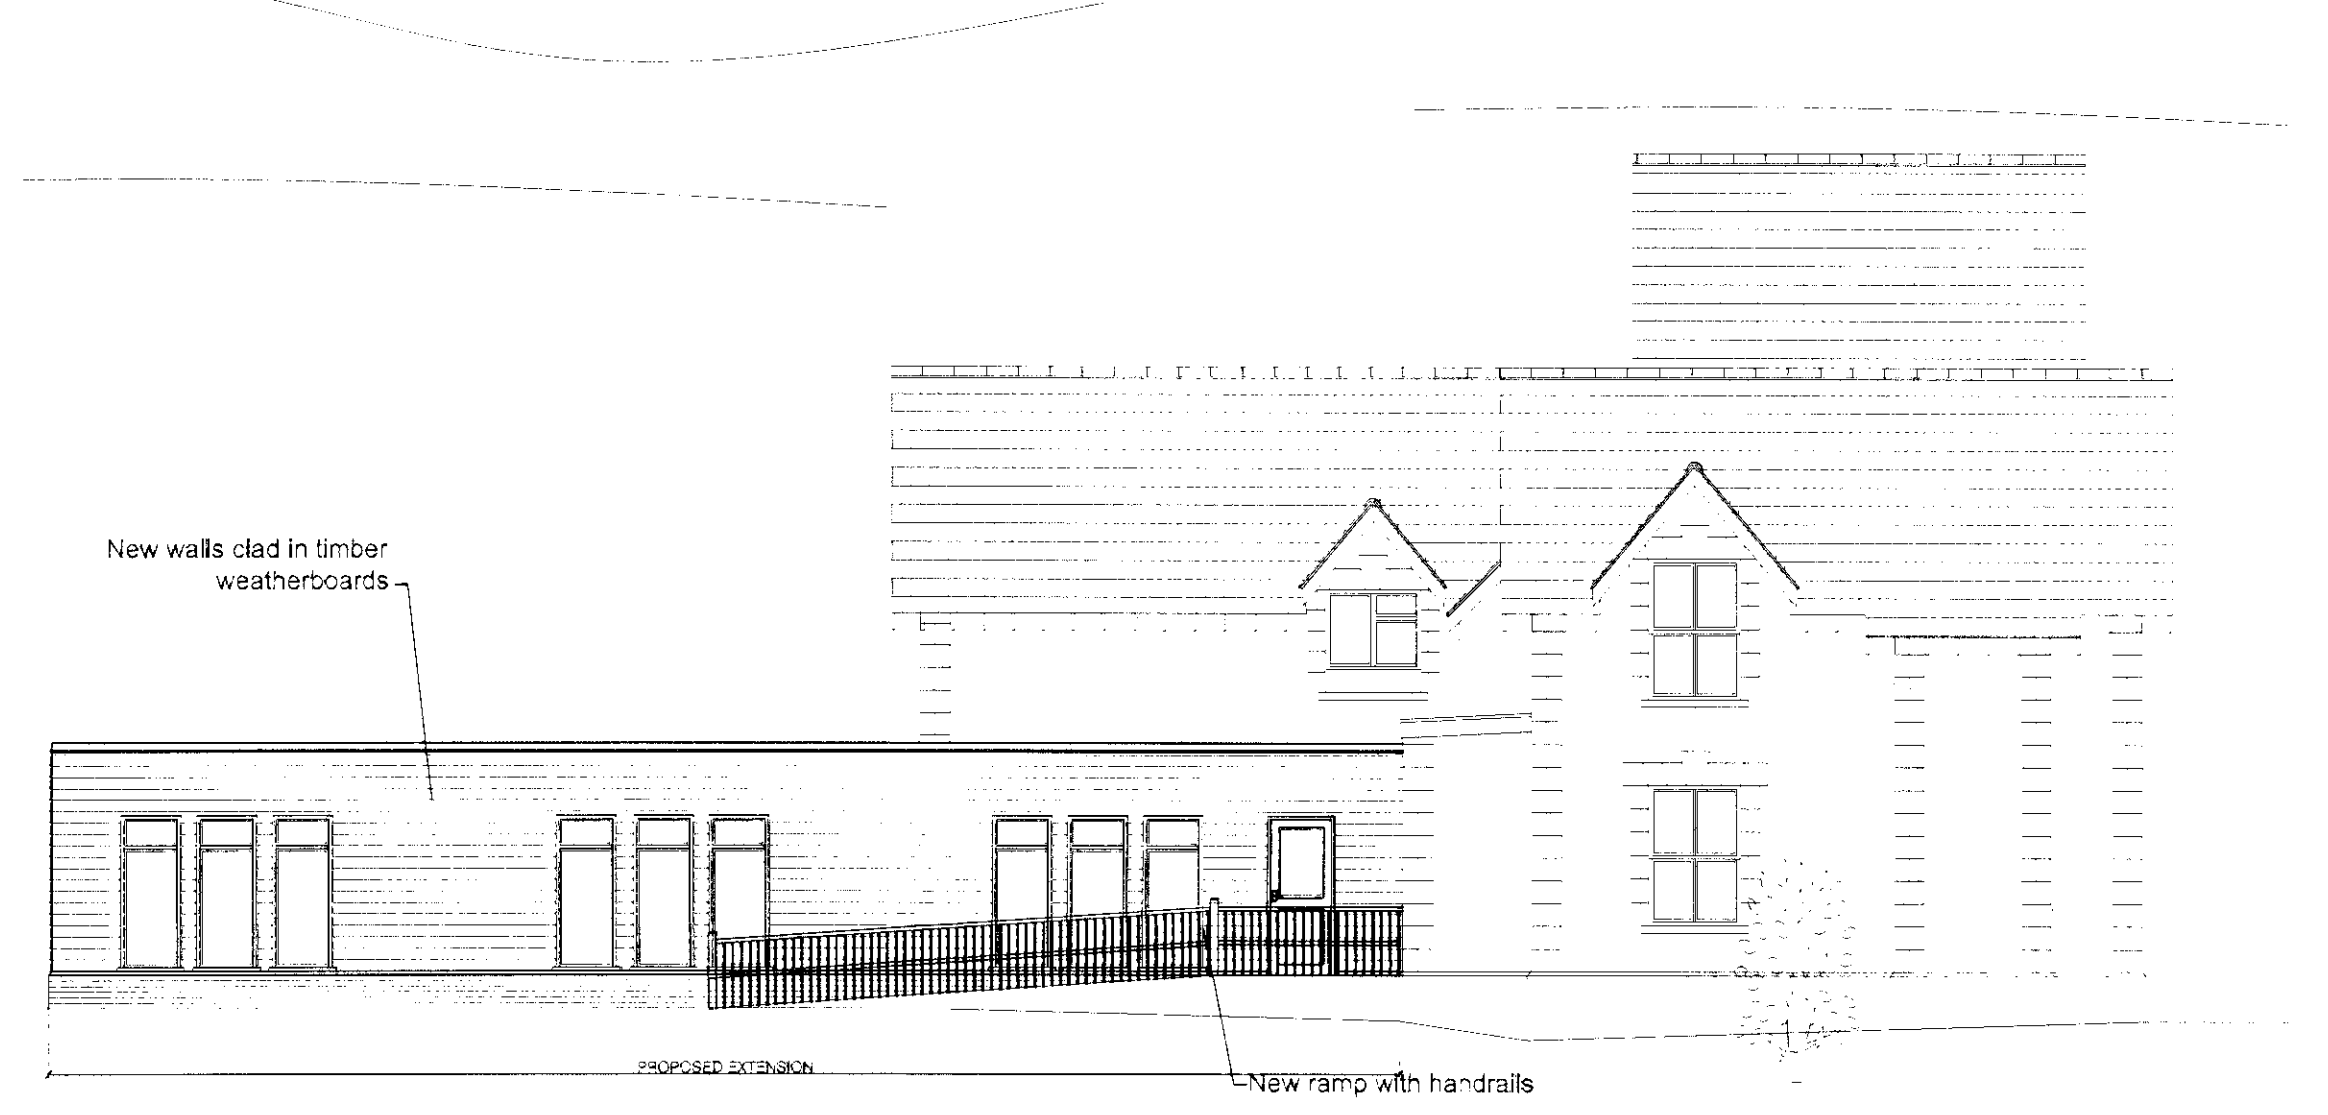 New walls clad in timber
weatherboards
PROPOSED EXTENSION
New ramp with handrails